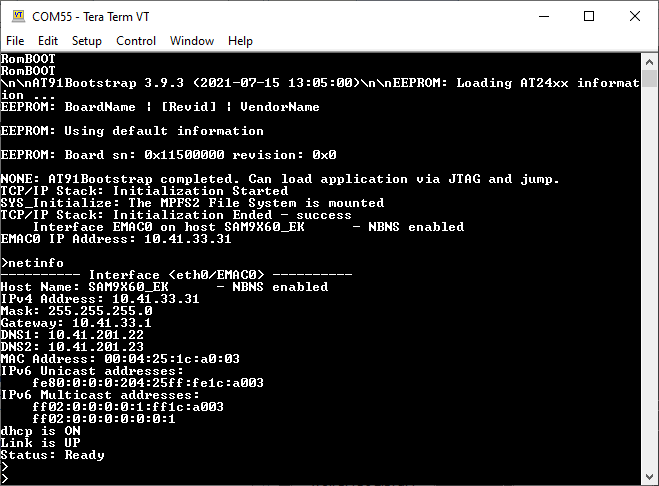 COM55 - Tera Term VT
File Edit Setup Control Window Help
RomBOOT
RomBOOT
\n\nAT91Bootstrap 3.9.3 (2021-07-15 13:05:00)\n\nEEPROM: Loading AT24xx informat
ion ...
EEPROM: BoardName | [Revid] | VendorName
EEPROM: Using default information
EEPROM: Board sn: 0x11500000 revision: 0x0
NONE: AT91Bootstrap completed. Can load application via JTAG and jump.
TCP/IP Stack: Initialization Started
SYS_Initialize: The MPFS2 File System is mounted
TCP/IP Stack: Initialization Ended - success
    Interface EMAC0 on host SAM9X60_EK      - NBNS enabled
EMAC0 IP Address: 10.41.33.31
>netinfo
---------- Interface <eth0/EMAC0> ----------
Host Name: SAM9X60_EK      - NBNS enabled
IPv4 Address: 10.41.33.31
Mask: 255.255.255.0
Gateway: 10.41.33.1
DNS1: 10.41.201.22
DNS2: 10.41.201.23
MAC Address: 00:04:25:1c:a0:03
IPv6 Unicast addresses:
    fe80:0:0:0:204:25ff:fe1c:a003
IPv6 Multicast addresses:
    ff02:0:0:0:0:1:ff1c:a003
    ff02:0:0:0:0:0:0:1
dhcp is ON
Link is UP
Status: Ready
>
>